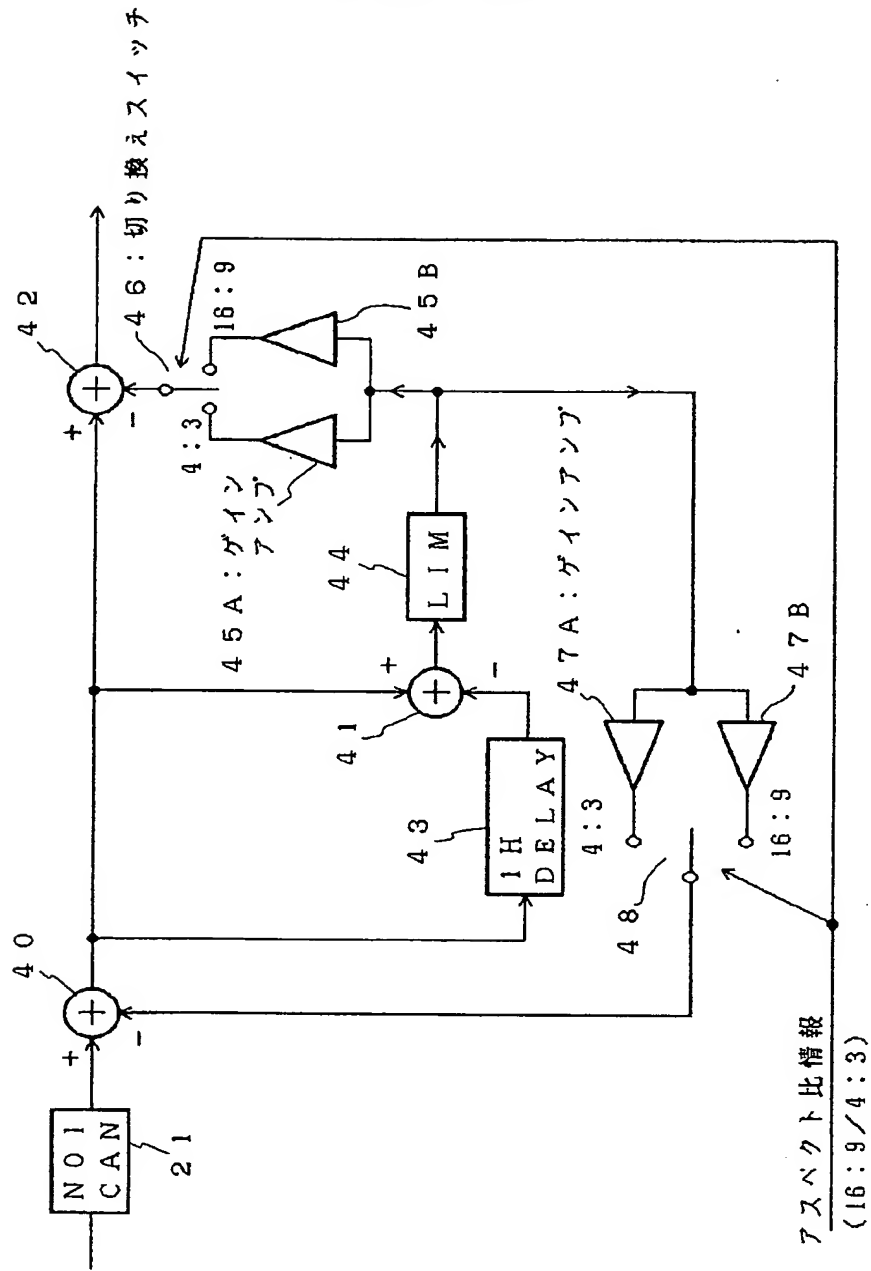 NOI
CAN
21
40
+
-
42
+
-
46:切り換えスイッチ
4:3
16:9
45A:ゲイン
アンプ
45B
LIM
44
+
-
41
1H
DELAY
43
47A:ゲインアンプ
47B
4:3
16:9
48
アスペクト比情報
(16:9/4:3)